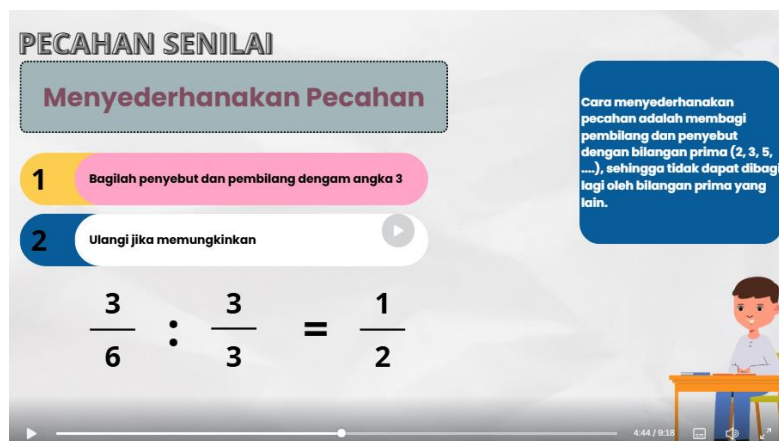 PECAHAN SENILAI
Menyederhanakan Pecahan
1
Bagilah penyebut dan pembilang dengam angka 3
2
Ulangi jika memungkinkan
3 3 1
: =
6 3 2
Cara menyederhanakan
pecahan adalah membagi
pembilang dan penyebut
dengan bilangan prima (2, 3, 5,
....), sehingga tidak dapat dibagi
lagi oleh bilangan prima yang
lain.
4:44 / 9:18